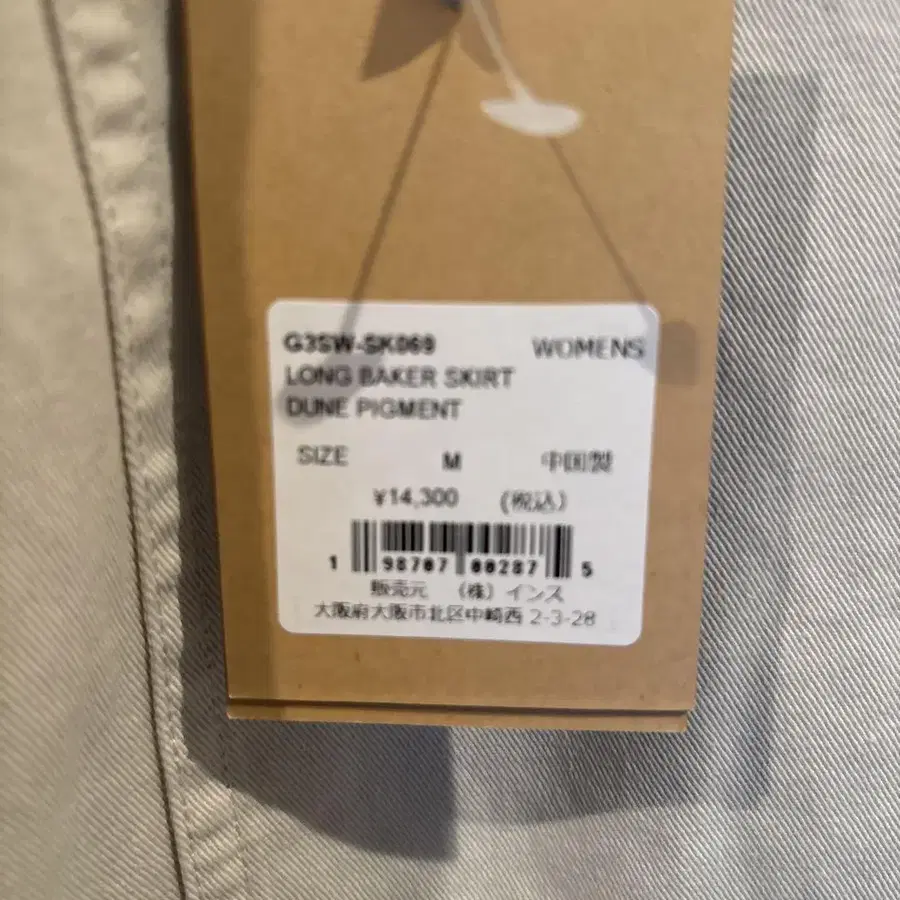 G3SW-SK069 WOMENS
LONG BAKER SKIRT
DUNE PIGMENT
SIZE M 中国製
¥14,300 (税込)
1 98707 00287 5
販売元 (株)インス
大阪府大阪市北区中崎西 2-3-28